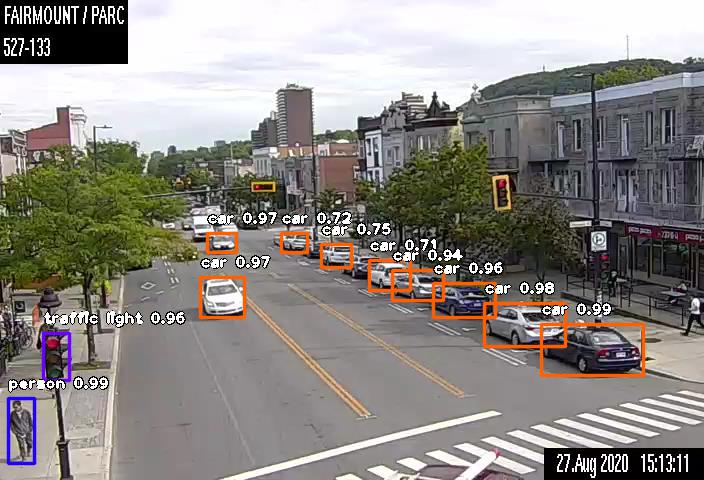 FAIRMOUNT / PARC
527-133
car 0.97
car 0.72
car 0.75
car 0.71
car 0.94
car 0.97
car 0.96
car 0.98
car 0.99
traffic light 0.96
person 0.99
27.Aug 2020 15:13:11